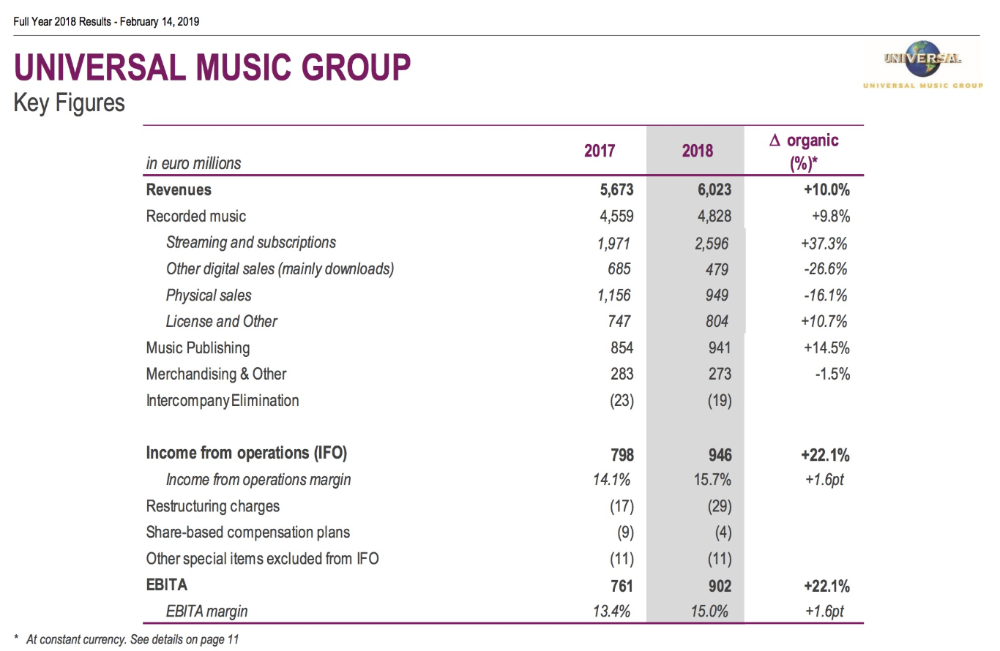 Full Year 2018 Results - February 14, 2019
UNIVERSAL MUSIC GROUP
Key Figures
UNIVERSAL
UNIVERSAL MUSIC GROUP
in euro millions 2017 2018 Δ organic (%)*
Revenues 5,673 6,023 +10.0%
Recorded music 4,559 4,828 +9.8%
Streaming and subscriptions 1,971 2,596 +37.3%
Other digital sales (mainly downloads) 685 479 -26.6%
Physical sales 1,156 949 -16.1%
License and Other 747 804 +10.7%
Music Publishing 854 941 +14.5%
Merchandising & Other 283 273 -1.5%
Intercompany Elimination (23) (19)
Income from operations (IFO) 798 946 +22.1%
Income from operations margin 14.1% 15.7% +1.6pt
Restructuring charges (17) (29)
Share-based compensation plans (9) (4)
Other special items excluded from IFO (11) (11)
EBITA 761 902 +22.1%
EBITA margin 13.4% 15.0% +1.6pt
* At constant currency. See details on page 11